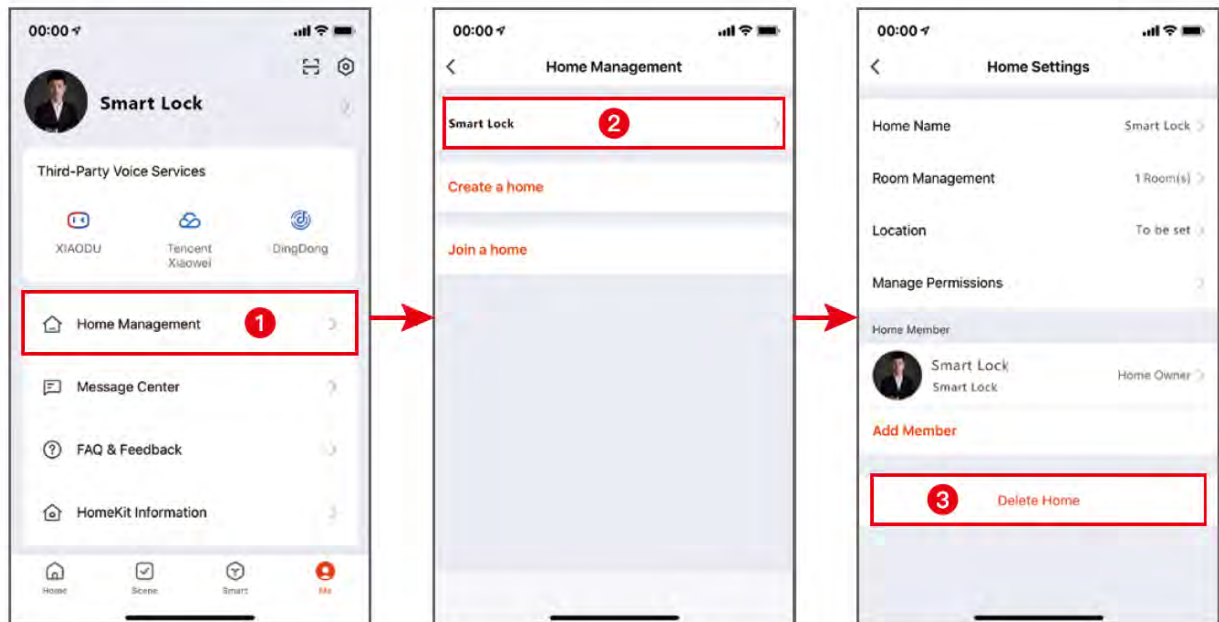 00:00
Smart Lock
Third-Party Voice Services
XIAODU
Tencent
Xiaowei
DingDong
1
Home Management
Message Center
FAQ & Feedback
HomeKit Information
Home
Scene
Smart
Me
00:00
Home Management
Smart Lock
2
Create a home
Join a home
00:00
Home Settings
Home Name
Smart Lock
Room Management
1 Room(s)
Location
To be set
Manage Permissions
Home Member
Smart Lock
Smart Lock
Home Owner
Add Member
3
Delete Home